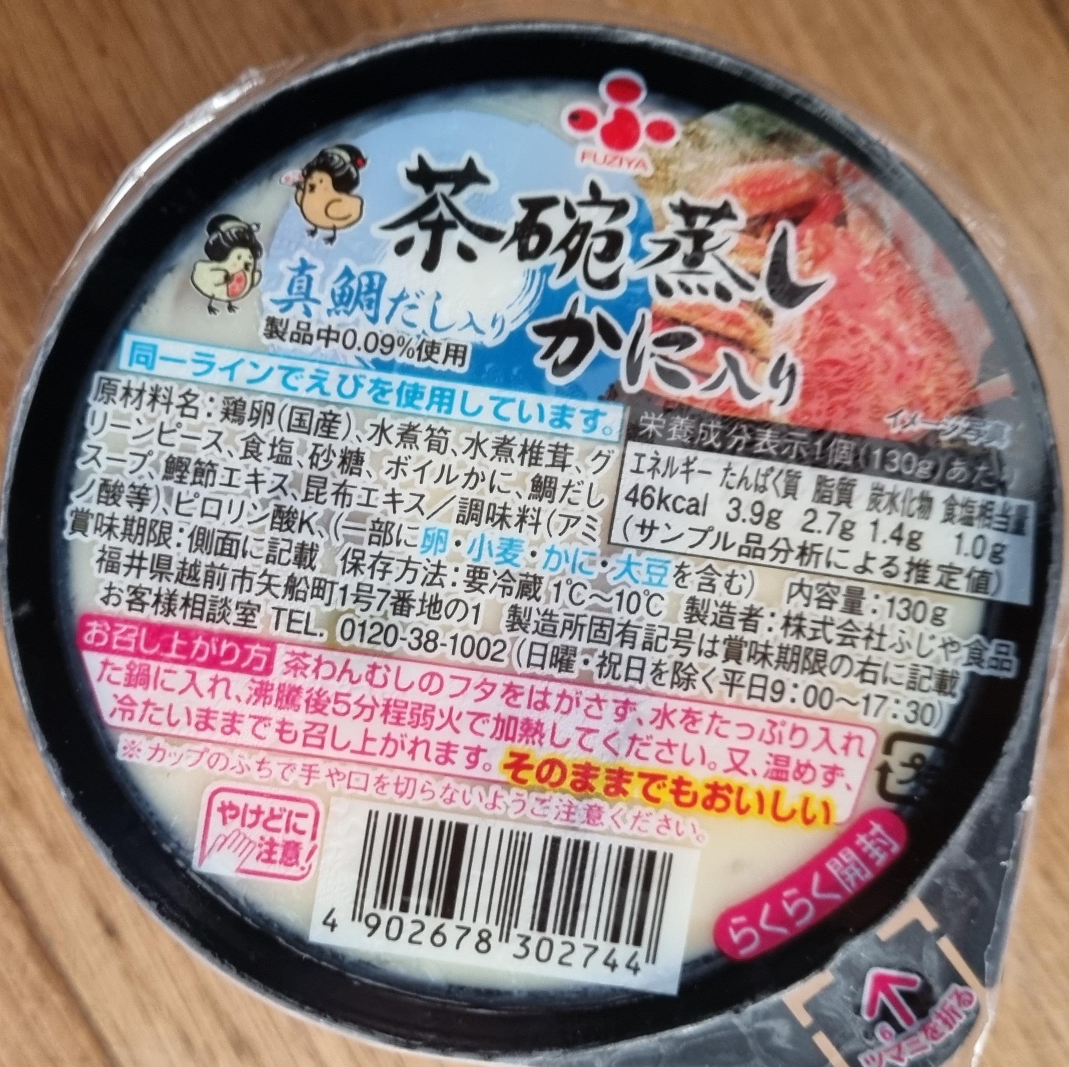 FUZIYA
茶碗蒸し
かに入り
真鯛だし入り
製品中0.09%使用
イメージ写真
同一ラインでえびを使用しています。
原材料名：鶏卵(国産)、水煮筍、水煮椎茸、グ
リーンピース、食塩、砂糖、ボイルかに、鯛だし
スープ、鰹節エキス、昆布エキス／調味料(アミ
ノ酸等)、ピロリン酸K、(一部に卵・小麦・かに・大豆を含む) 内容量：130g
賞味期限：側面に記載 保存方法：要冷蔵 1℃〜10℃ 製造者：株式会社ふじや食品
福井県越前市矢船町1号7番地の1 製造所固有記号は賞味期限の右に記載
お客様相談室 TEL. 0120-38-1002 (日曜・祝日を除く平日9：00〜17：30)
栄養成分表示1個(130g)あたり
エネルギー たんぱく質 脂質 炭水化物 食塩相当量
46kcal 3.9g 2.7g 1.4g 1.0g
(サンプル品分析による推定値)
お召し上がり方 茶わんむしのフタをはがさず、水をたっぷり入れ
た鍋に入れ、沸騰後5分程弱火で加熱してください。又、温めず、
冷たいままでも召し上がれます。そのままでもおいしい
※カップのふちで手や口を切らないようご注意ください。
プ
やけどに
注意!
4 902678 302744
らくらく開封
ツマミを折る